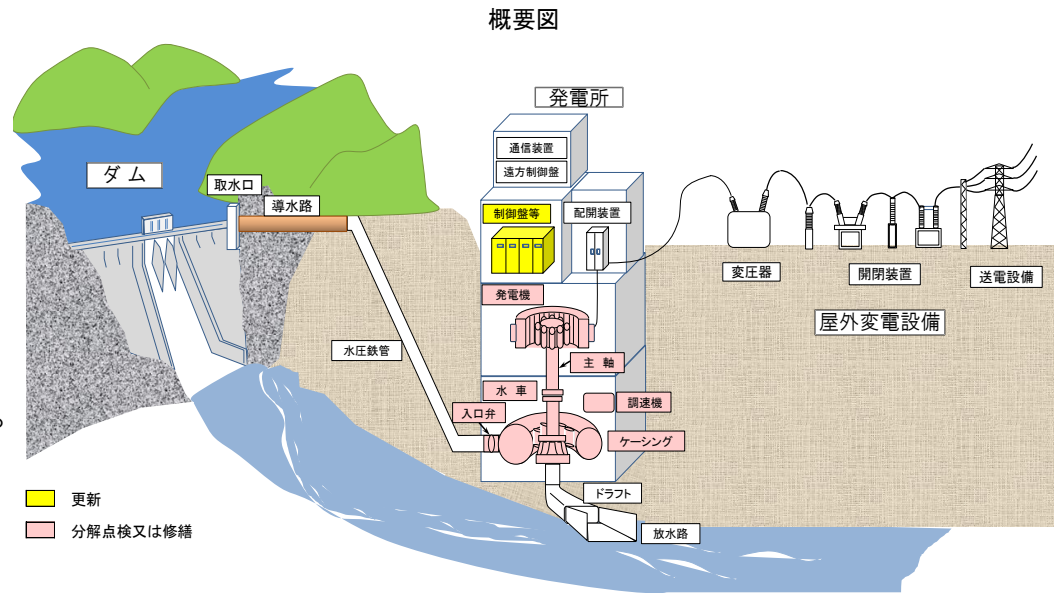 概要図
発電所
通信装置
遠方制御盤
ダム
取水口
導水路
制御盤等
配開装置
変圧器
開閉装置
送電設備
発電機
屋外変電設備
水圧鉄管
主 軸
水 車
調速機
入口弁
ケーシング
ドラフト
放水路
更新
分解点検又は修繕